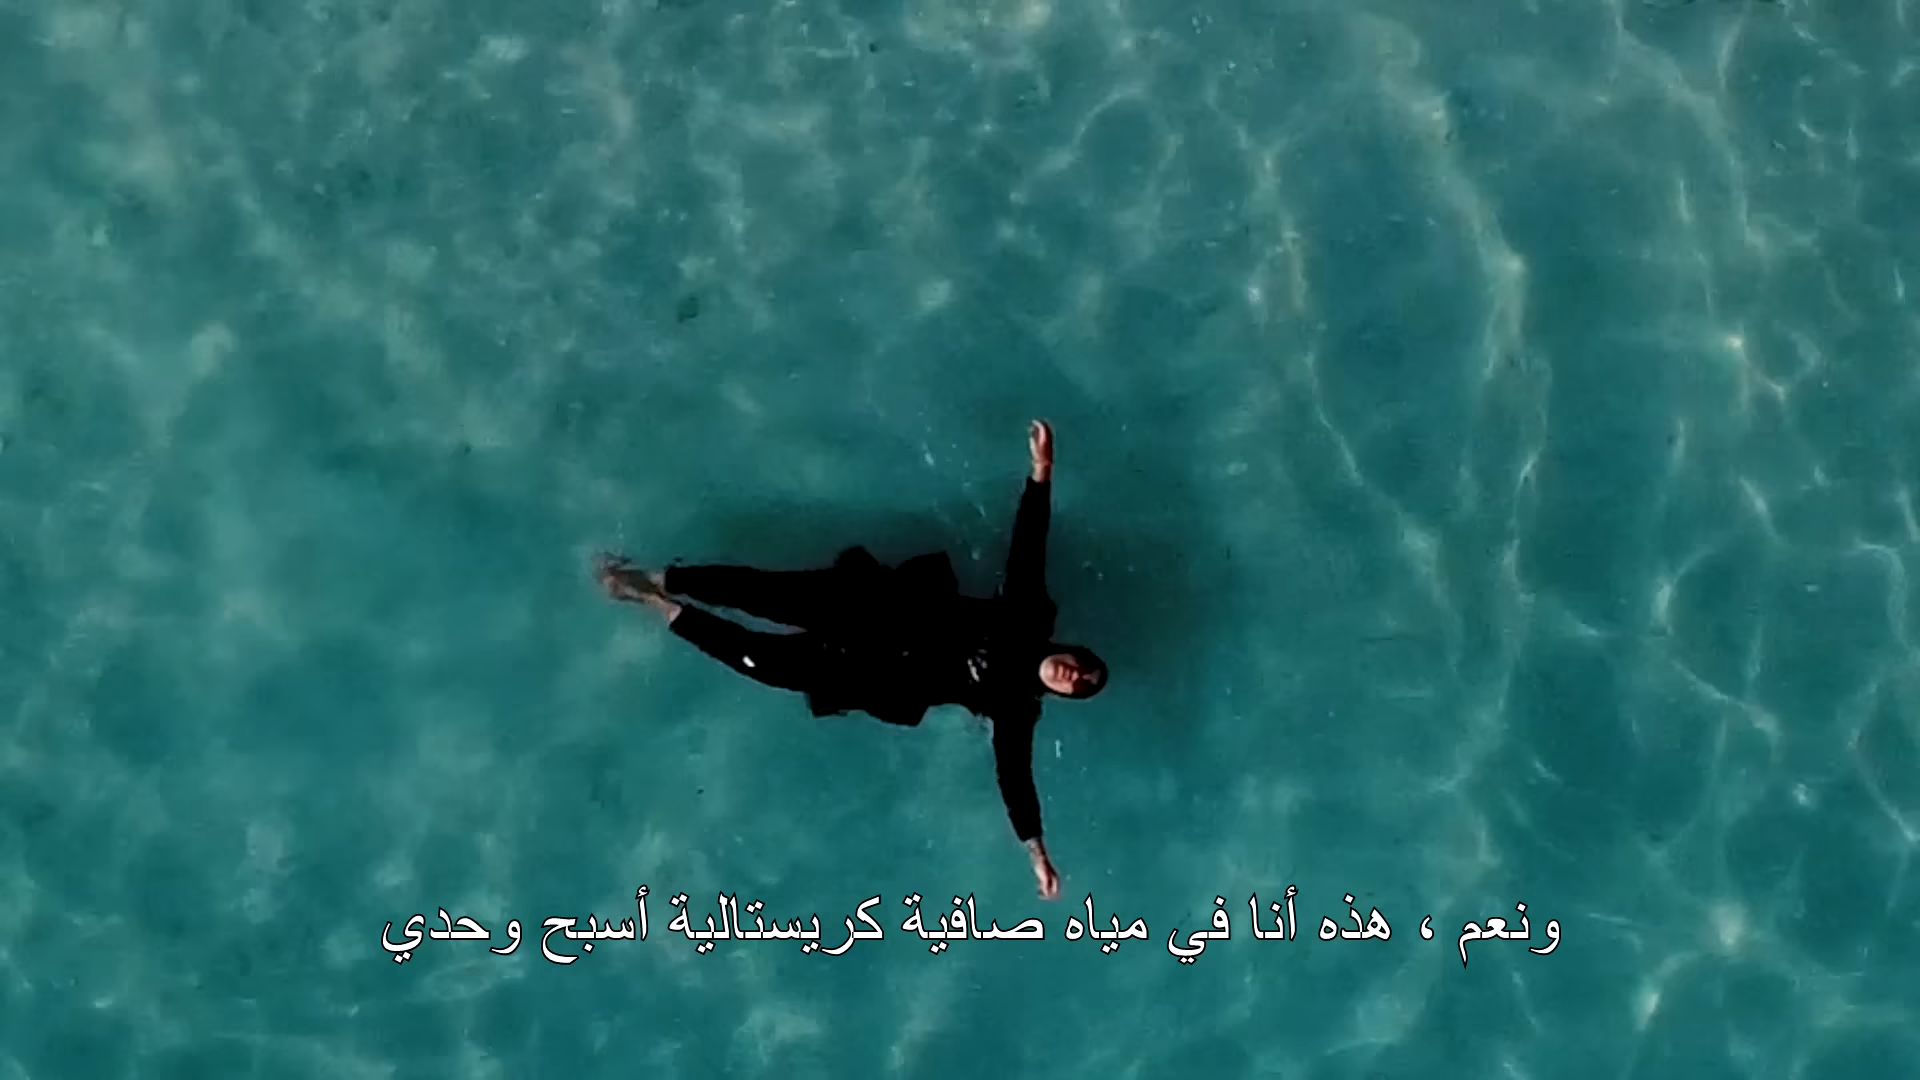 ونعم ، هذه أنا في مياه صافية كريستالية أسبح وحدي